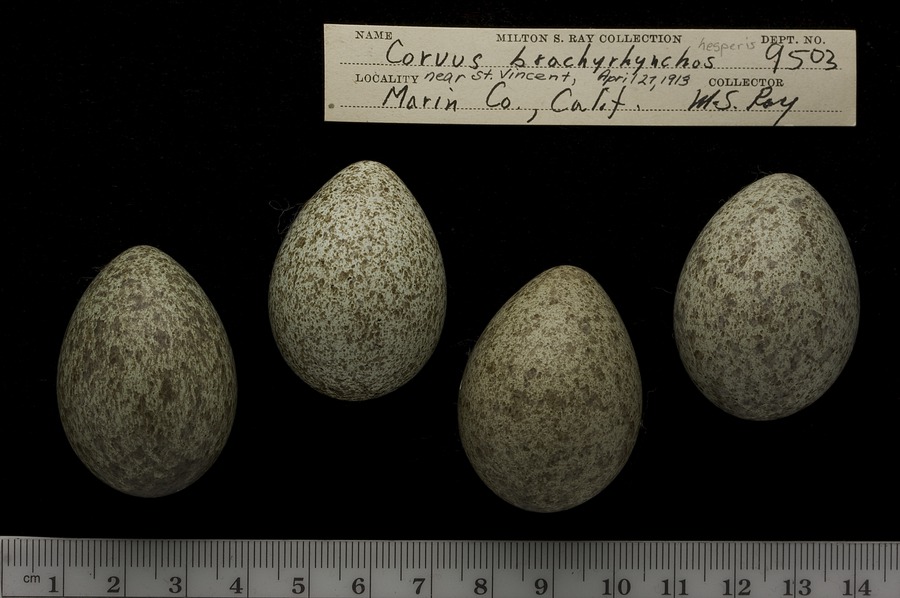 NAME MILTON S. RAY COLLECTION hesperis DEPT. NO.
Corvus brachyrhynchos 9503
LOCALITY near St. Vincent, April 27, 1913 COLLECTOR
Marin Co., Calif. M.S. Ray
cm 1 2 3 4 5 6 7 8 9 10 11 12 13 14